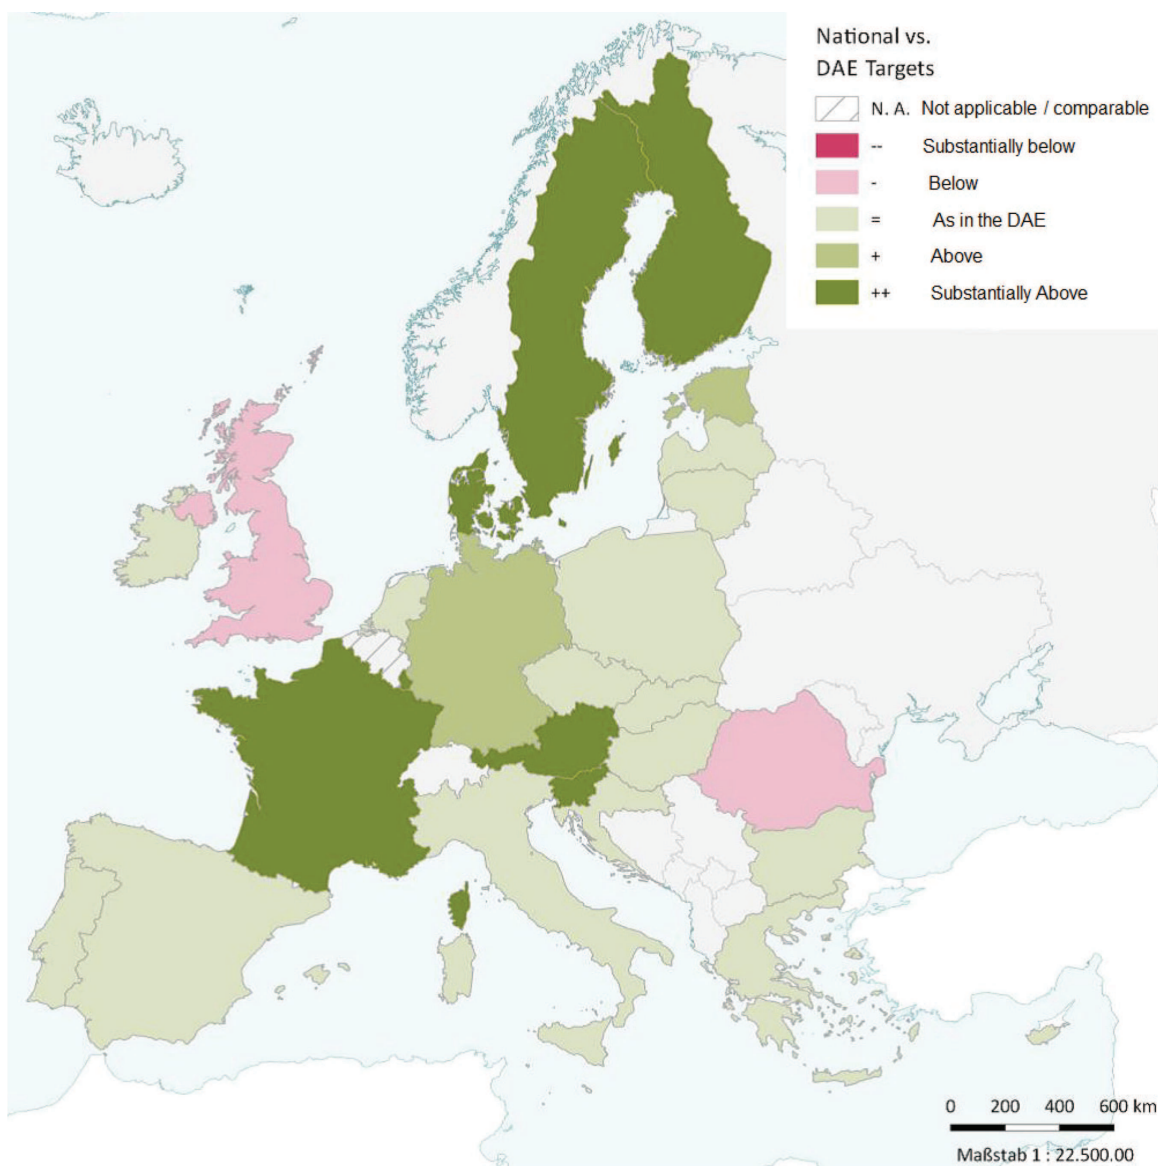 National vs.
DAE Targets
N. A. Not applicable / comparable
-- Substantially below
- Below
= As in the DAE
+ Above
++ Substantially Above
0 200 400 600 km
Maßstab 1 : 22.500.00